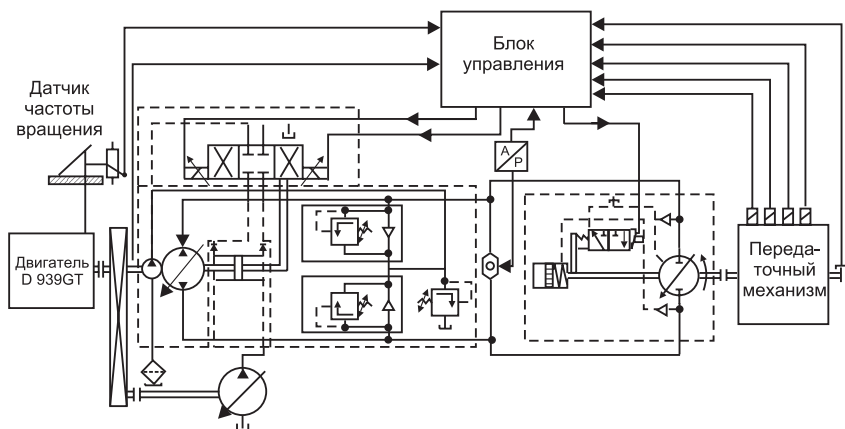 Блок
управления
Датчик
частоты
вращения
A
P
Двигатель
D 939GT
Переда-
точный
механизм